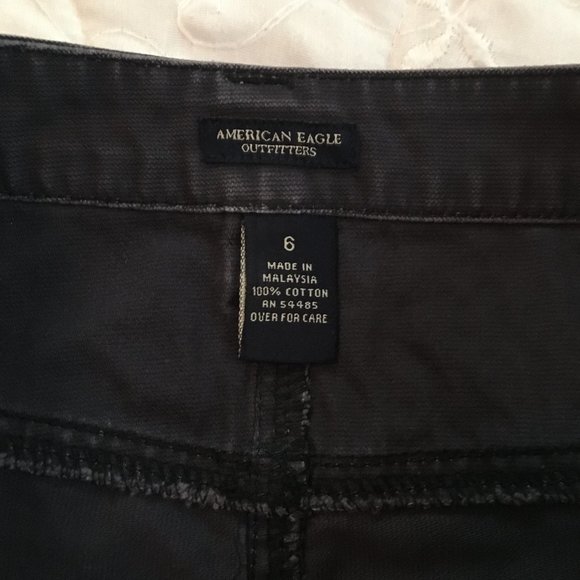 AMERICAN EAGLE
OUTFITTERS
6
MADE IN
MALAYSIA
100% COTTON
RN 54485
OVER FOR CARE